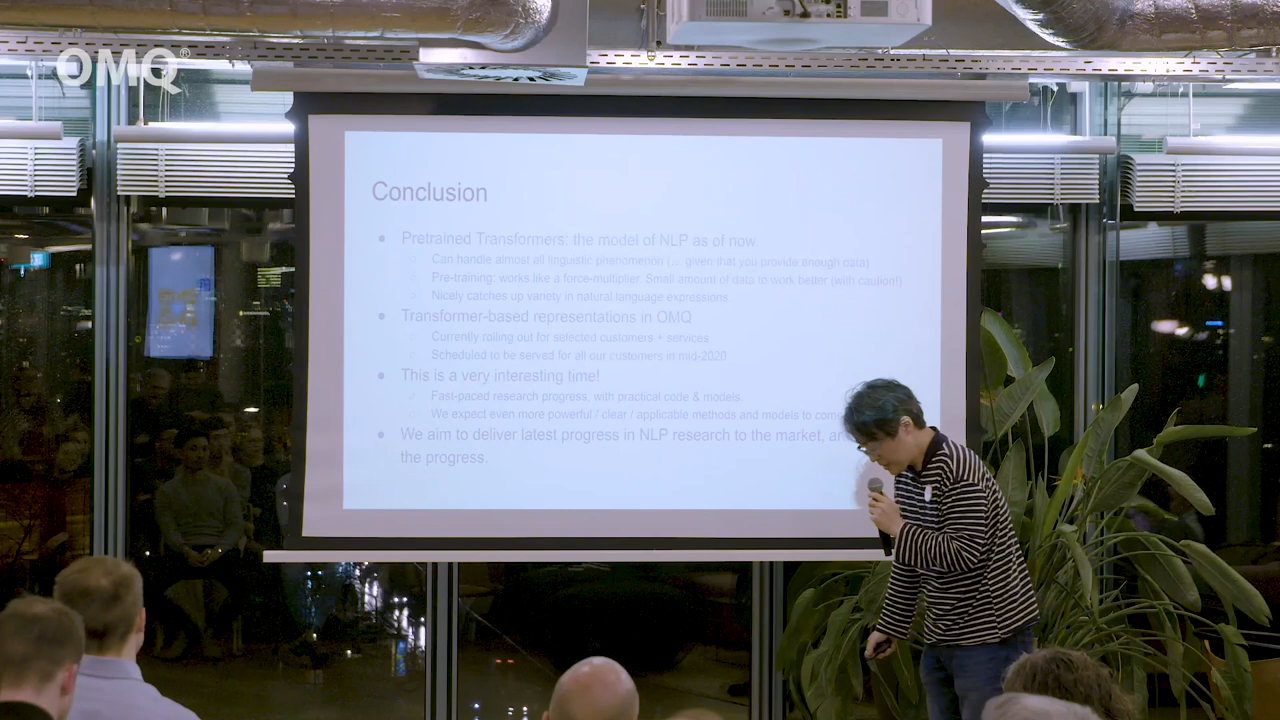 OMQ®
Conclusion
● Pretrained Transformers: the model of NLP as of now.
○ Can handle almost all linguistic phenomenon (... given that you provide enough data)
○ Pre-training: works like a force-multiplier. Small amount of data to work better (with caution!)
○ Nicely catches up variety in natural language expressions
● Transformer-based representations in OMQ
○ Currently rolling out for selected customers + services
○ Scheduled to be served for all our customers in mid-2020
● This is a very interesting time!
○ Fast-paced research progress, with practical code & models.
○ We expect even more powerful / clear / applicable methods and models to come
● We aim to deliver latest progress in NLP research to the market,
the progress.